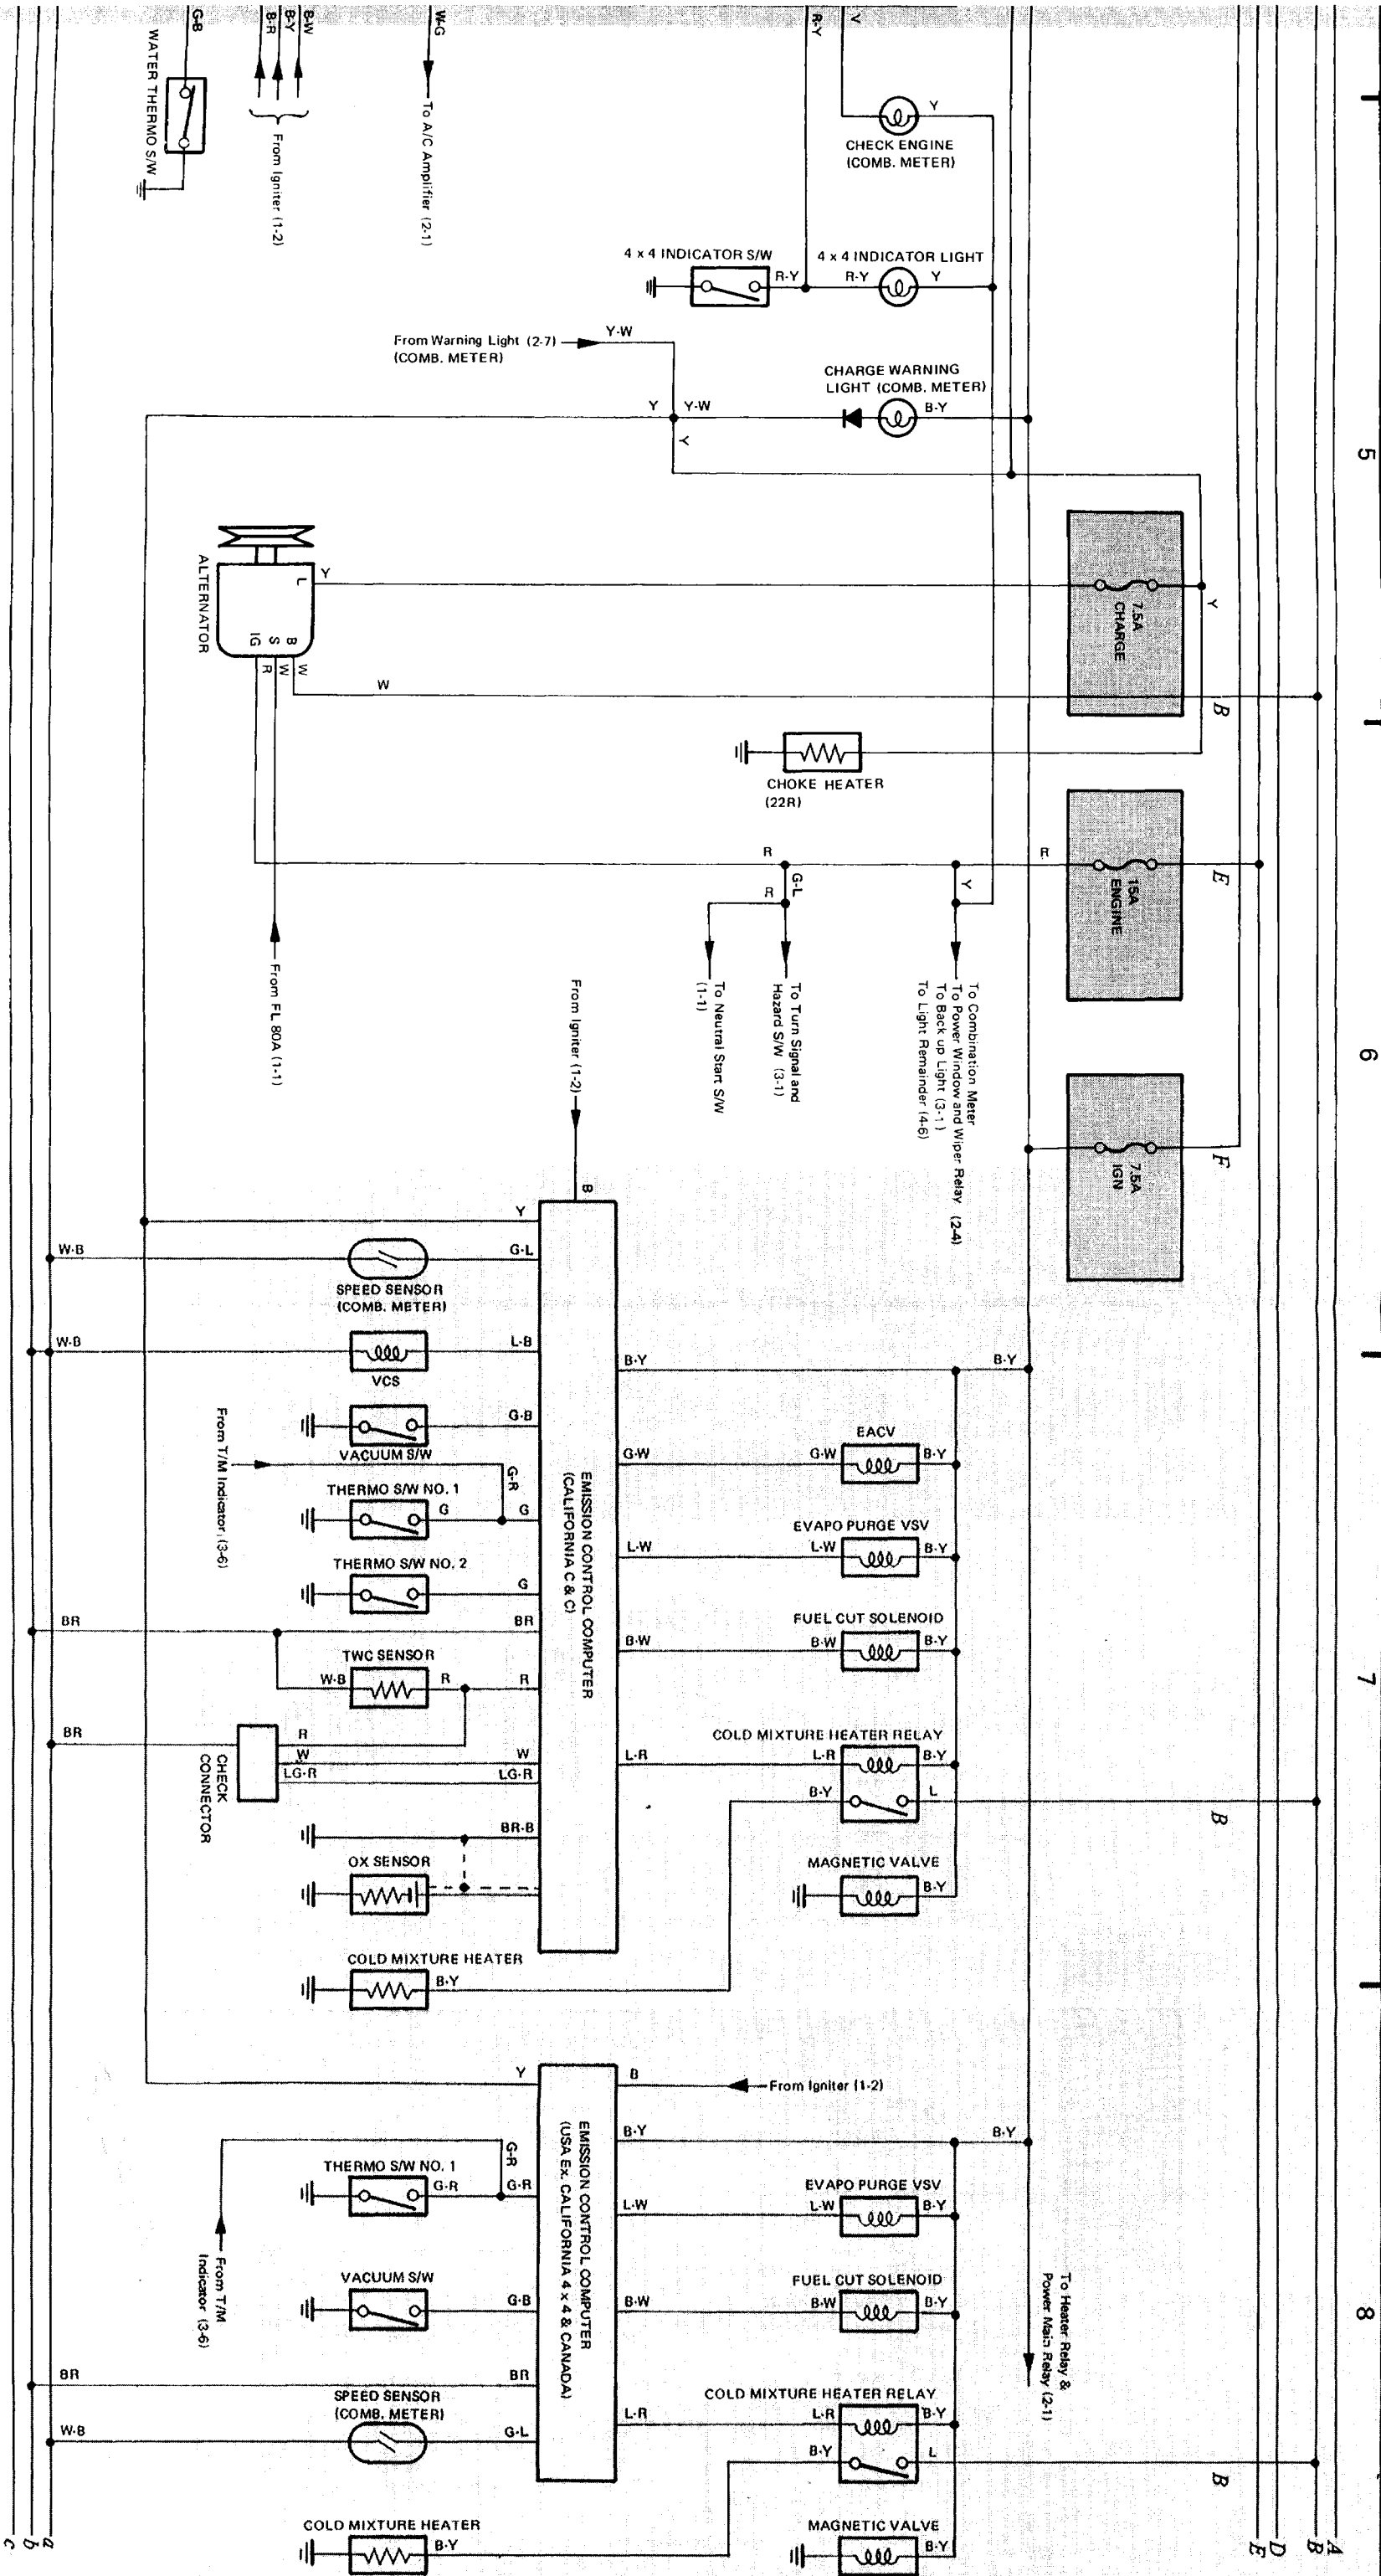 G-B
WATER THERMO S/W
B-R
B-Y
B-W
From Igniter (1-2)
W-G
To A/C Amplifier (2-1)
R-Y
V
Y
CHECK ENGINE
(COMB. METER)
4 x 4 INDICATOR S/W
R-Y
4 x 4 INDICATOR LIGHT
R-Y
Y
From Warning Light (2-7)
(COMB. METER)
Y-W
CHARGE WARNING
LIGHT (COMB. METER)
Y
Y-W
B-Y
Y
5
ALTERNATOR
L
Y
IG
S
B
R
W
W
W
7.5A
CHARGE
Y
B
CHOKE HEATER
(22R)
R
R
15A
ENGINE
E
G-L
R
Y
To Neutral Start S/W
(1-1)
To Turn Signal and
Hazard S/W (3-1)
To Combination Meter
To Power Window and Wiper Relay (2-4)
To Back up Light (3-1)
To Light Remainder (4-6)
From FL 80A (1-1)
From Igniter (1-2)
B
6
7.5A
IGN
F
EMISSION CONTROL COMPUTER
(CALIFORNIA C & C)
Y
W-B
G-L
SPEED SENSOR
(COMB. METER)
W-B
L-B
VCS
B-Y
B-Y
G-B
VACUUM S/W
From T/M Indicator (3-6)
G-R
THERMO S/W NO. 1
G
G
THERMO S/W NO. 2
G
EACV
G-W
G-W
B-Y
EVAPO PURGE VSV
L-W
L-W
B-Y
FUEL CUT SOLENOID
B-W
B-W
B-Y
BR
BR
TWC SENSOR
W-B
R
R
7
BR
R
W
W
LG-R
LG-R
CHECK
CONNECTOR
COLD MIXTURE HEATER RELAY
L-R
L-R
B-Y
B-Y
L
B
BR-B
OX SENSOR
MAGNETIC VALVE
B-Y
COLD MIXTURE HEATER
B-Y
EMISSION CONTROL COMPUTER
(USA Ex. CALIFORNIA 4 x 4 & CANADA)
Y
B
From Igniter (1-2)
B-Y
B-Y
G-R
THERMO S/W NO. 1
G-R
G-R
From T/M
Indicator (3-6)
EVAPO PURGE VSV
L-W
L-W
B-Y
VACUUM S/W
G-B
FUEL CUT SOLENOID
B-W
B-W
B-Y
To Heater Relay &
Power Main Relay (2-1)
8
BR
BR
SPEED SENSOR
(COMB. METER)
W-B
G-L
COLD MIXTURE HEATER RELAY
L-R
L-R
B-Y
B-Y
L
B
COLD MIXTURE HEATER
B-Y
MAGNETIC VALVE
B-Y
c
b
a
E
D
B
A